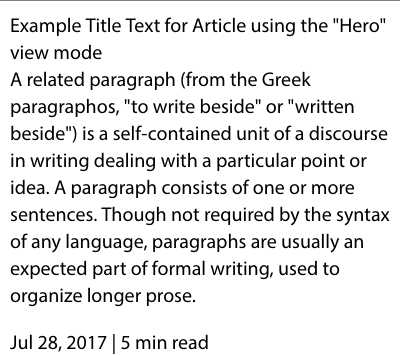 Example Title Text for Article using the "Hero"
view mode
A related paragraph (from the Greek
paragraphos, "to write beside" or "written
beside") is a self-contained unit of a discourse
in writing dealing with a particular point or
idea. A paragraph consists of one or more
sentences. Though not required by the syntax
of any language, paragraphs are usually an
expected part of formal writing, used to
organize longer prose.
Jul 28, 2017 | 5 min read